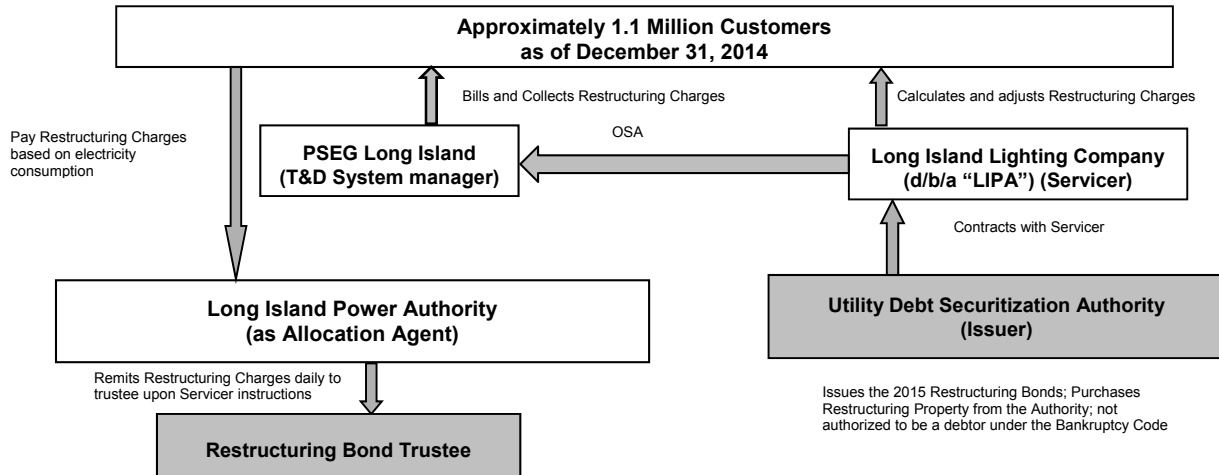 Approximately 1.1 Million Customers
as of December 31, 2014
Bills and Collects Restructuring Charges
Calculates and adjusts Restructuring Charges
Pay Restructuring Charges
based on electricity
consumption
OSA
PSEG Long Island
(T&D System manager)
Long Island Lighting Company
(d/b/a “LIPA”) (Servicer)
Contracts with Servicer
Long Island Power Authority
(as Allocation Agent)
Utility Debt Securitization Authority
(Issuer)
Remits Restructuring Charges daily to
trustee upon Servicer instructions
Issues the 2015 Restructuring Bonds; Purchases
Restructuring Property from the Authority; not
authorized to be a debtor under the Bankruptcy Code
Restructuring Bond Trustee